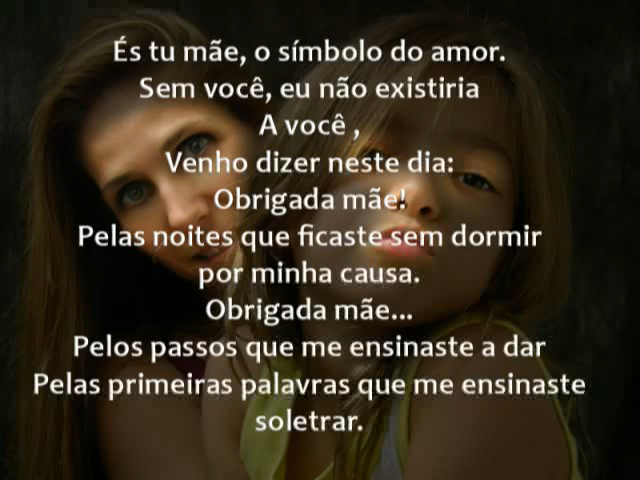 És tu mãe, o símbolo do amor.
Sem você, eu não existiria
A você ,
Venho dizer neste dia:
Obrigada mãe!
Pelas noites que ficaste sem dormir
por minha causa.
Obrigada mãe...
Pelos passos que me ensinaste a dar
Pelas primeiras palavras que me ensinaste
soletrar.